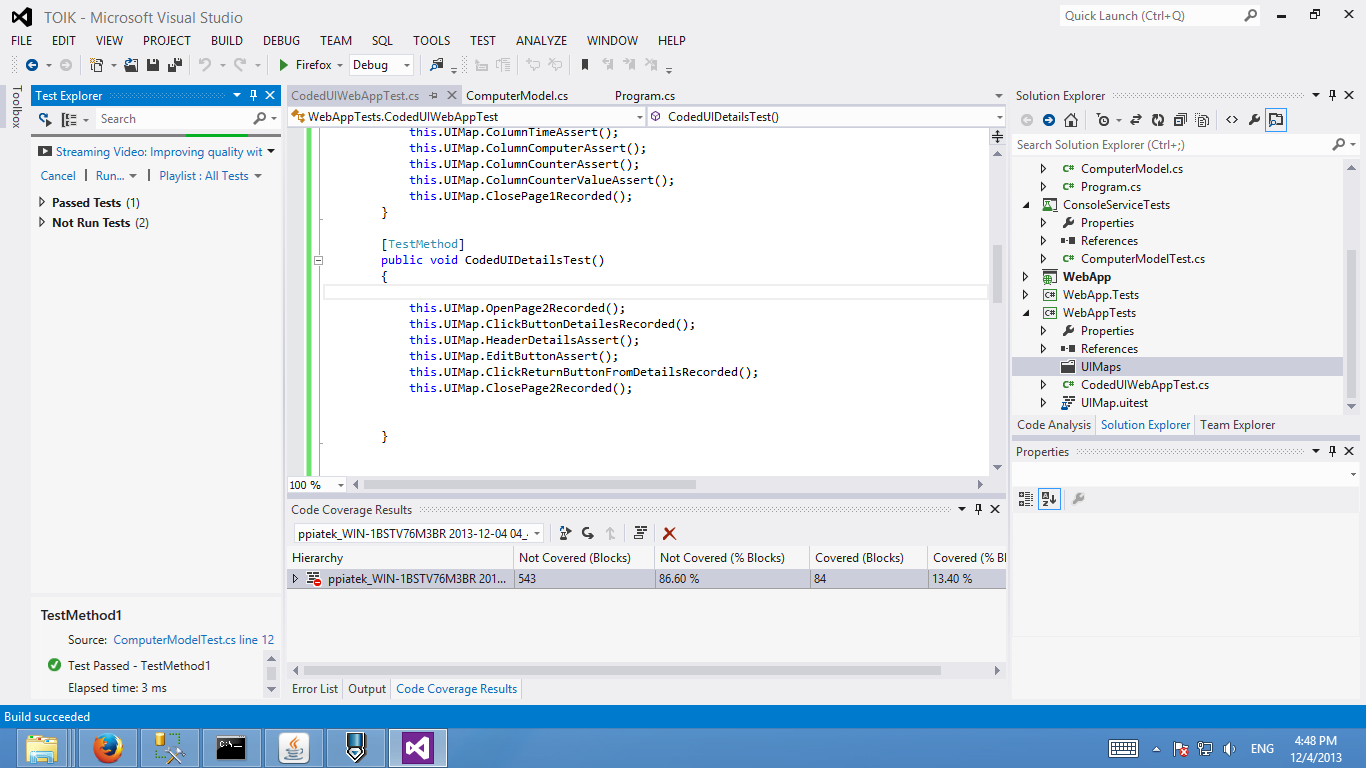 TOIK - Microsoft Visual Studio
Quick Launch (Ctrl+Q)
FILE EDIT VIEW PROJECT BUILD DEBUG TEAM SQL TOOLS TEST ANALYZE WINDOW HELP
Firefox Debug
Toolbox
Test Explorer
Search
Streaming Video: Improving quality wit
Cancel Run... Playlist : All Tests
Passed Tests (1)
Not Run Tests (2)
TestMethod1
Source: ComputerModelTest.cs line 12
Test Passed - TestMethod1
Elapsed time: 3 ms
CodedUIWebAppTest.cs ComputerModel.cs Program.cs
WebAppTests.CodedUIWebAppTest CodedUIDetailsTest()
this.UIMap.ColumnTimeAssert();
this.UIMap.ColumnComputerAssert();
this.UIMap.ColumnCounterAssert();
this.UIMap.ColumnCounterValueAssert();
this.UIMap.ClosePage1Recorded();
}
[TestMethod]
public void CodedUIDetailsTest()
{
this.UIMap.OpenPage2Recorded();
this.UIMap.ClickButtonDetailesRecorded();
this.UIMap.HeaderDetailsAssert();
this.UIMap.EditButtonAssert();
this.UIMap.ClickReturnButtonFromDetailsRecorded();
this.UIMap.ClosePage2Recorded();
}
100 %
Code Coverage Results
ppiatek_WIN-1BSTV76M3BR 2013-12-04 04_
Hierarchy Not Covered (Blocks) Not Covered (% Blocks) Covered (Blocks) Covered (% Bl
ppiatek_WIN-1BSTV76M3BR 201... 543 86.60 % 84 13.40 %
Error List Output Code Coverage Results
Solution Explorer
Search Solution Explorer (Ctrl+;)
ComputerModel.cs
Program.cs
ConsoleServiceTests
Properties
References
ComputerModelTest.cs
WebApp
WebApp.Tests
WebAppTests
Properties
References
UIMaps
CodedUIWebAppTest.cs
UIMap.uitest
Code Analysis Solution Explorer Team Explorer
Properties
Build succeeded
ENG
4:48 PM
12/4/2013